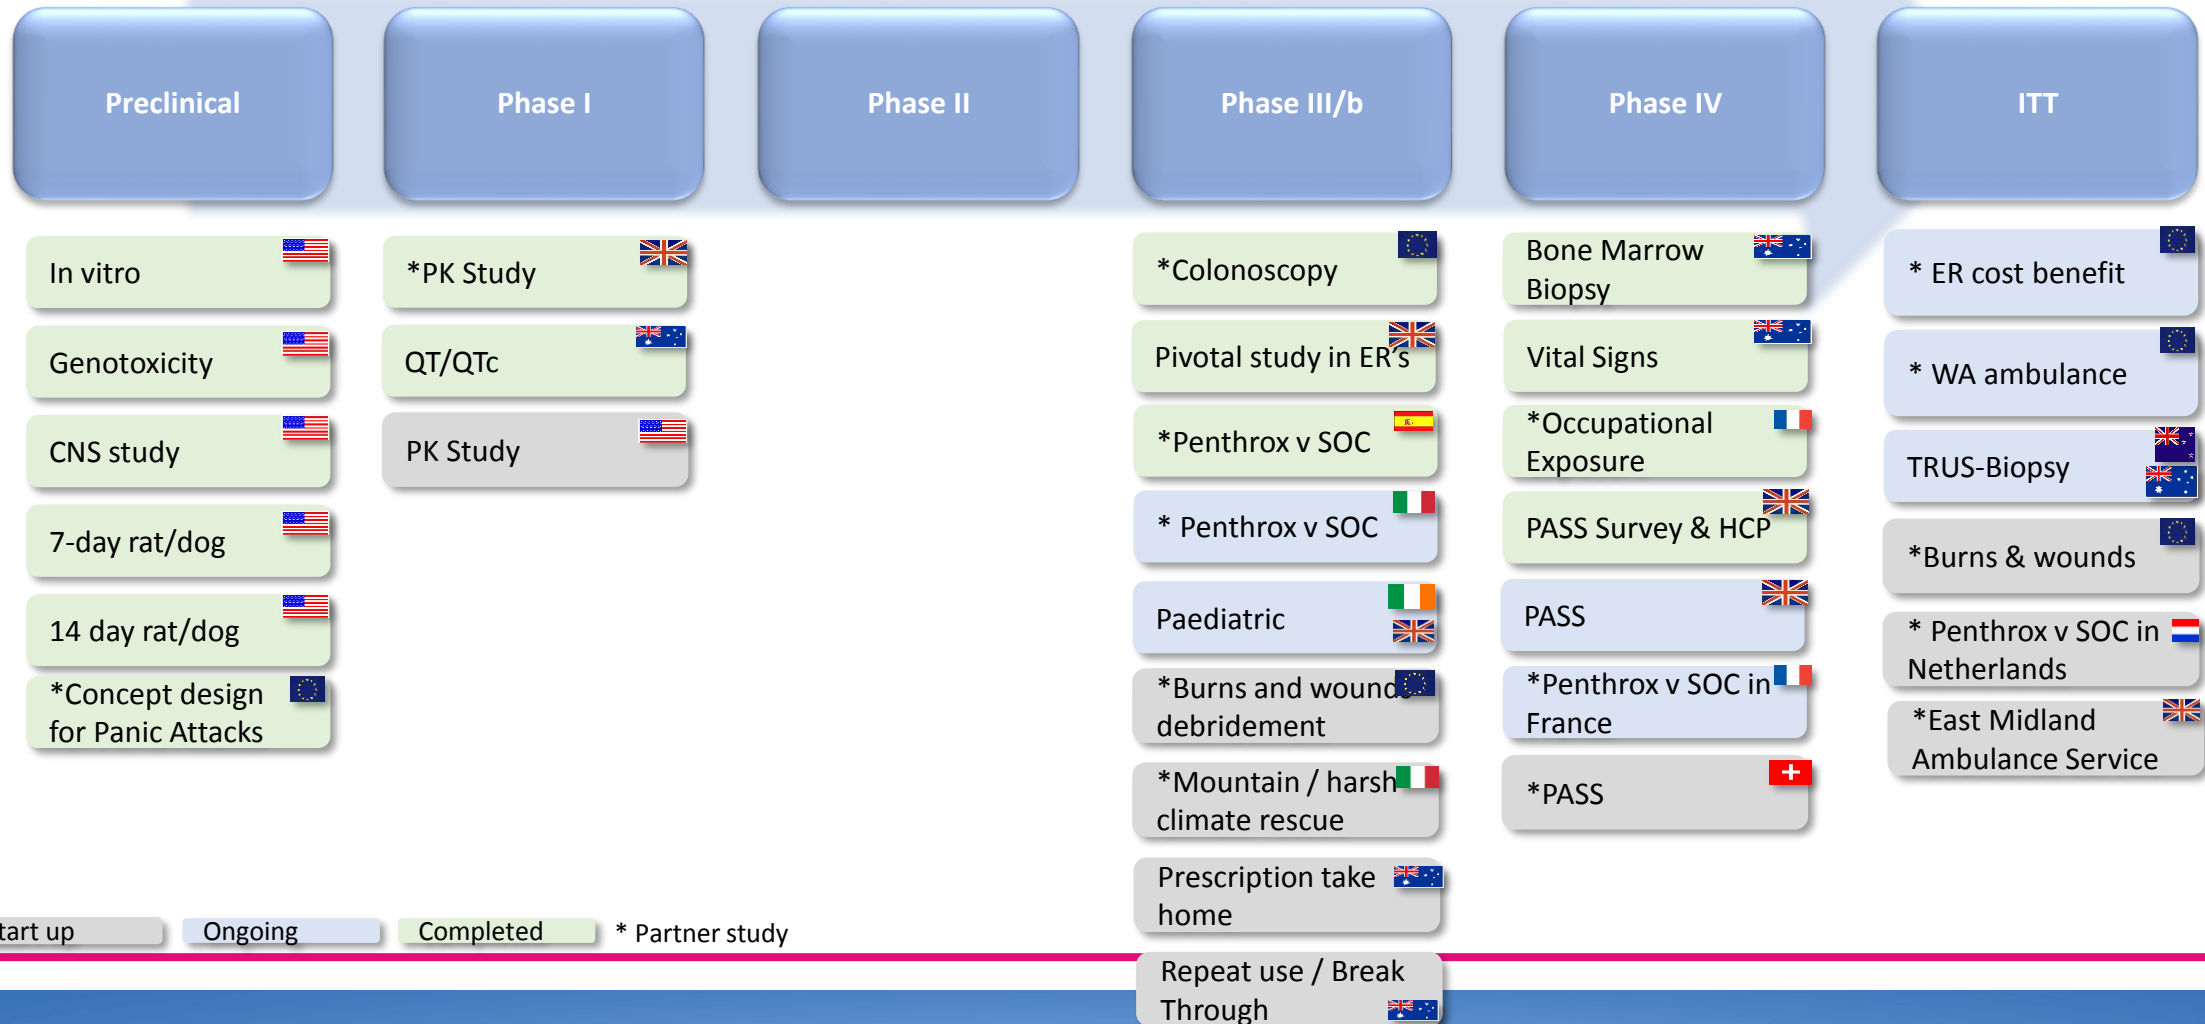 Preclinical
Phase I
Phase II
Phase III/b
Phase IV
ITT
In vitro
Genotoxicity
CNS study
7-day rat/dog
14 day rat/dog
*Concept design
for Panic Attacks
*PK Study
QT/QTc
PK Study
*Colonoscopy
Pivotal study in ER's
*Penthrox v SOC
* Penthrox v SOC
Paediatric
*Burns and wounds
debridement
*Mountain / harsh
climate rescue
Prescription take
home
Repeat use / Break
Through
Bone Marrow
Biopsy
Vital Signs
*Occupational
Exposure
PASS Survey & HCP
PASS
*Penthrox v SOC in
France
*PASS
* ER cost benefit
* WA ambulance
TRUS-Biopsy
*Burns & wounds
* Penthrox v SOC in
Netherlands
*East Midland
Ambulance Service
tart up
Ongoing
Completed
* Partner study